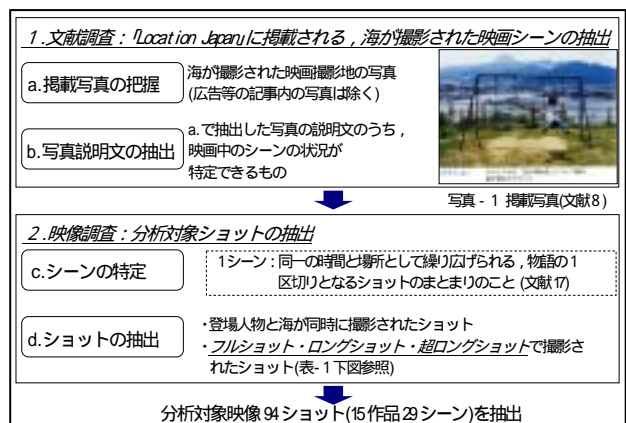 1.文献調査：「Location Japan」に掲載される，海が撮影された映画シーンの抽出
a.掲載写真の把握
海が撮影された映画撮影地の写真
(広告等の記事内の写真は除く)
b.写真説明文の抽出
a.で抽出した写真の説明文のうち，
映画中のシーンの状況が
特定できるもの
写真-1 掲載写真(文献8)
2.映像調査：分析対象ショットの抽出
c.シーンの特定
1シーン：同一の時間と場所として繰り広げられる，物語の1
区切りとなるショットのまとまりのこと(文献17)
d.ショットの抽出
・登場人物と海が同時に撮影されたショット
・フルショット・ロングショット・超ロングショットで撮影さ
れたショット(表-1下図参照)
分析対象映像94ショット(15作品29シーン)を抽出